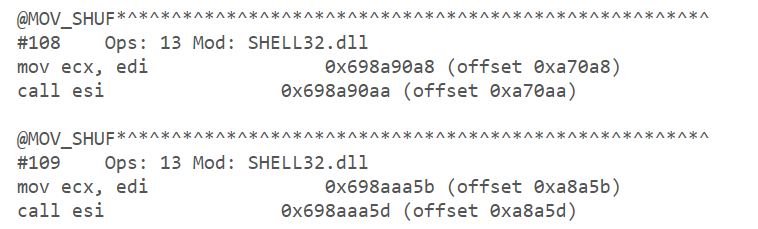 @MOV_SHUF*^*^*^*^*^*^*^*^*^*^*^*^*^*^*^*^*^*^*^*^*^*^*^*^*^*^*^
#108    Ops: 13 Mod: SHELL32.dll
mov ecx, edi                0x698a90a8 (offset 0xa70a8)
call esi                0x698a90aa (offset 0xa70aa)
@MOV_SHUF*^*^*^*^*^*^*^*^*^*^*^*^*^*^*^*^*^*^*^*^*^*^*^*^*^*^*^
#109    Ops: 13 Mod: SHELL32.dll
mov ecx, edi                0x698aaa5b (offset 0xa8a5b)
call esi                0x698aaa5d (offset 0xa8a5d)